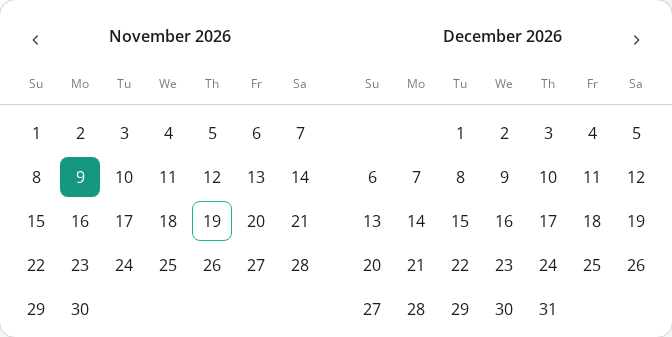 November 2026
Su Mo Tu We Th Fr Sa
1 2 3 4 5 6 7
8 9 10 11 12 13 14
15 16 17 18 19 20 21
22 23 24 25 26 27 28
29 30
December 2026
Su Mo Tu We Th Fr Sa
1 2 3 4 5
6 7 8 9 10 11 12
13 14 15 16 17 18 19
20 21 22 23 24 25 26
27 28 29 30 31